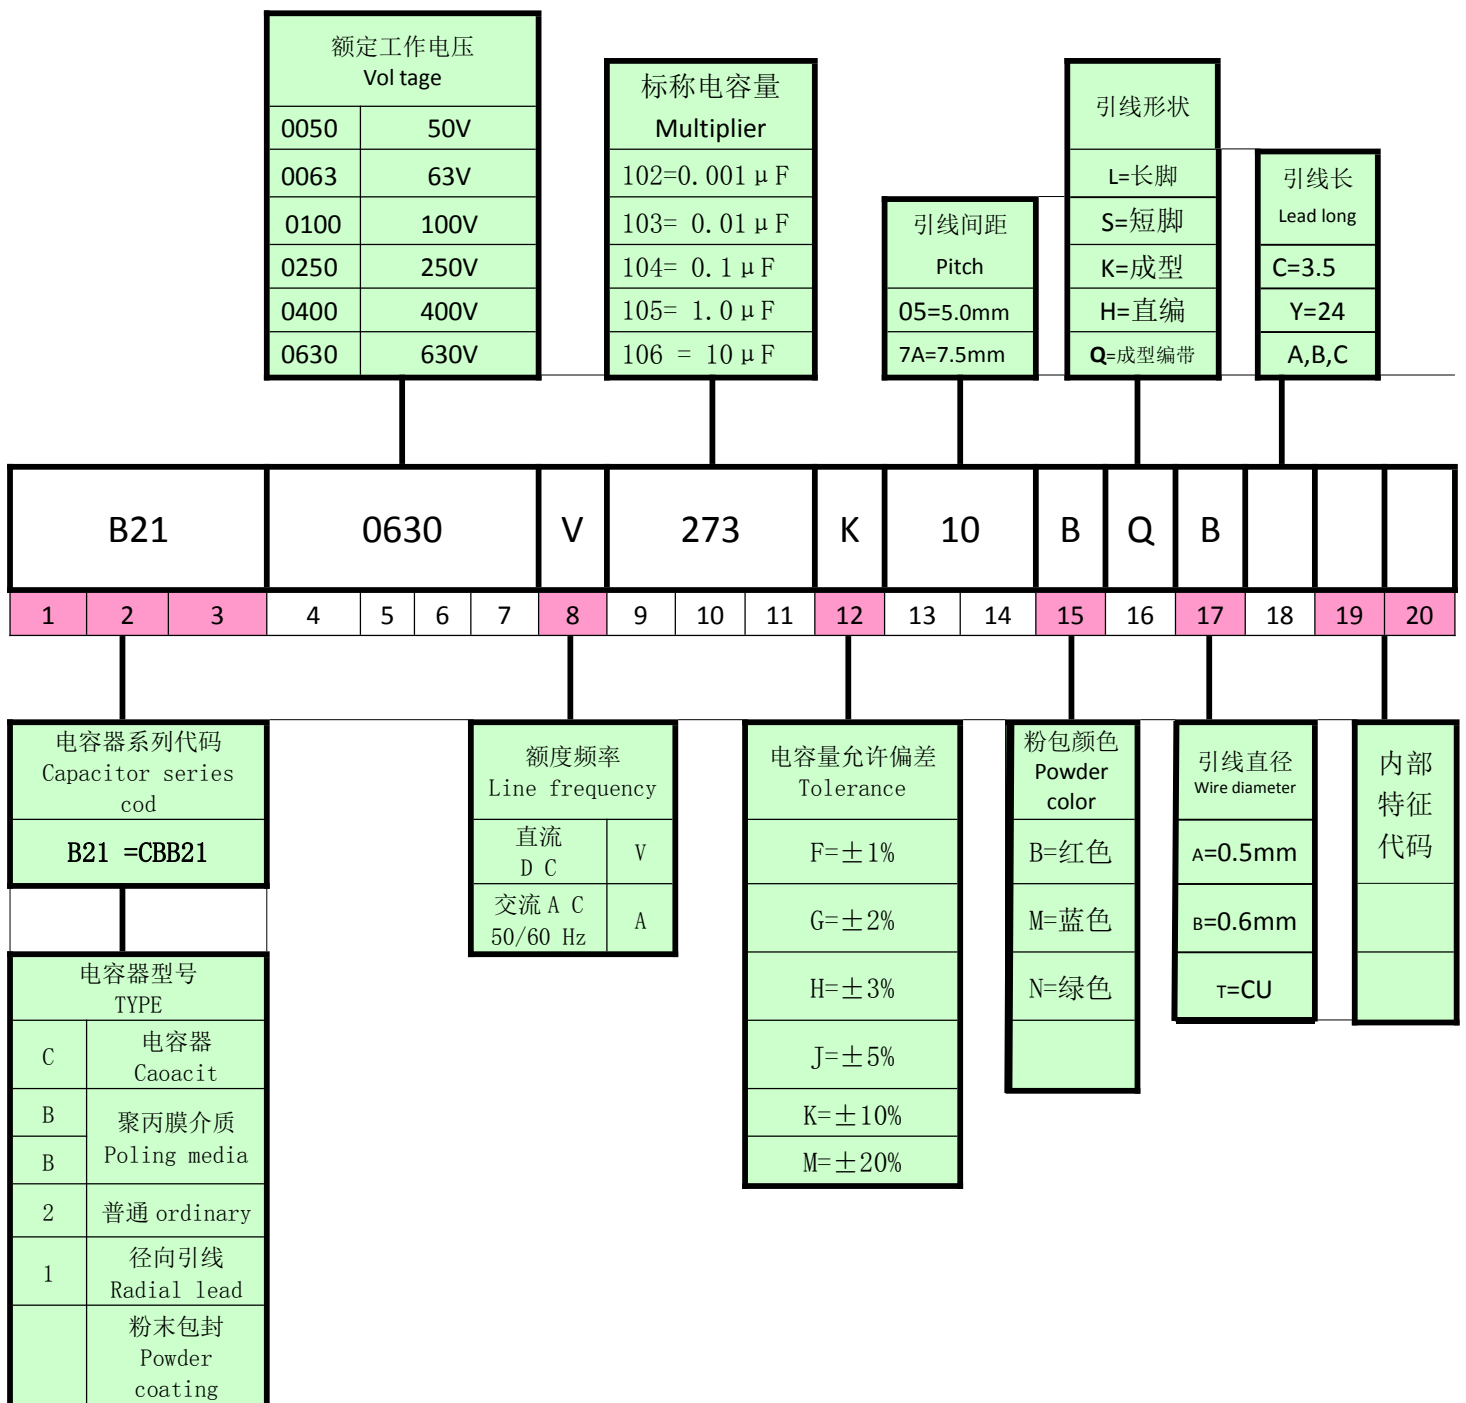 额定工作电压
Vol tage
0050 50V
0063 63V
0100 100V
0250 250V
0400 400V
0630 630V
标称电容量
Multiplier
102=0.001μF
103= 0.01μF
104= 0.1μF
105= 1.0μF
106 = 10μF
引线间距
Pitch
05=5.0mm
7A=7.5mm
引线形状
L=长脚
S=短脚
K=成型
H=直编
Q=成型编带
引线长
Lead long
C=3.5
Y=24
A,B,C
B21 0630 V 273 K 10 B Q B
1 2 3 4 5 6 7 8 9 10 11 12 13 14 15 16 17 18 19 20
电容器系列代码
Capacitor series
cod
B21 =CBB21
电容器型号
TYPE
C 电容器
Caoacit
B 聚丙膜介质
B Poling media
2 普通 ordinary
1 径向引线
Radial lead
粉末包封
Powder
coating
额度频率
Line frequency
直流
D C V
交流 A C
50/60 Hz A
电容量允许偏差
Tolerance
F=±1%
G=±2%
H=±3%
J=±5%
K=±10%
M=±20%
粉包颜色
Powder
color
B=红色
M=蓝色
N=绿色
引线直径
Wire diameter
A=0.5mm
B=0.6mm
T=CU
内部
特征
代码